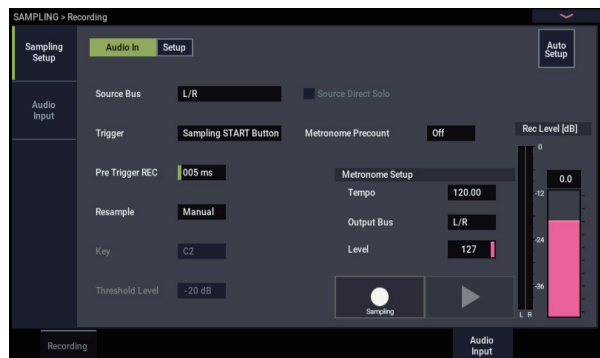 SAMPLING > Recording
Sampling
Setup
Audio In Setup
Auto
Setup
Audio
Input
Source Bus L/R Source Direct Solo
Trigger Sampling START Button Metronome Precount Off Rec Level [dB]
0
Pre Trigger REC 005 ms Metronome Setup 0.0
Tempo 120.00 -12
Resample Manual
Output Bus L/R
-24
Key C2 Level 127
Threshold Level -20 dB -36
Sampling
L R
Recording
Audio
Input